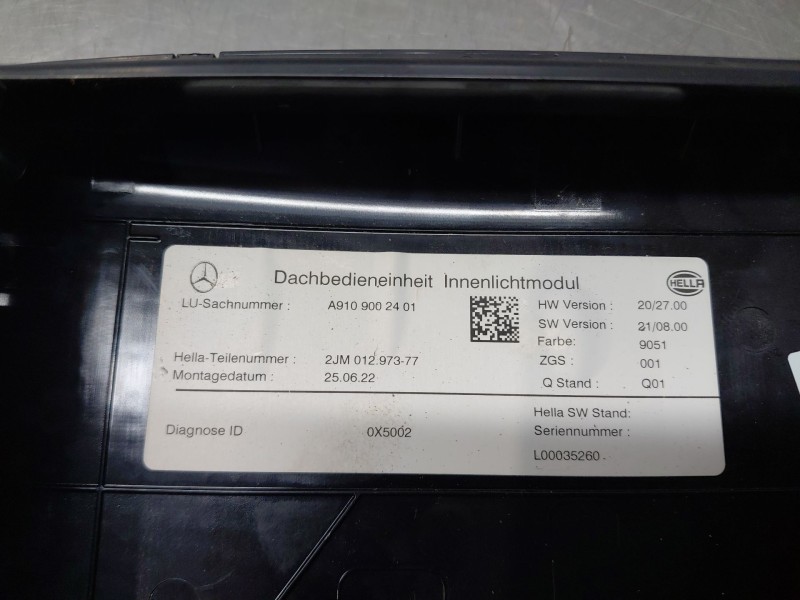 Dachbedieneinheit Innenlichtmodul
HELLA
LU-Sachnummer : A910 900 24 01
HW Version : 20/27.00
SW Version : 21/08.00
Farbe: 9051
Hella-Teilenummer : 2JM 012.973-77
ZGS : 001
Montagedatum : 25.06.22
Q Stand : Q01
Hella SW Stand:
Diagnose ID 0X5002
Seriennummer :
L00035260